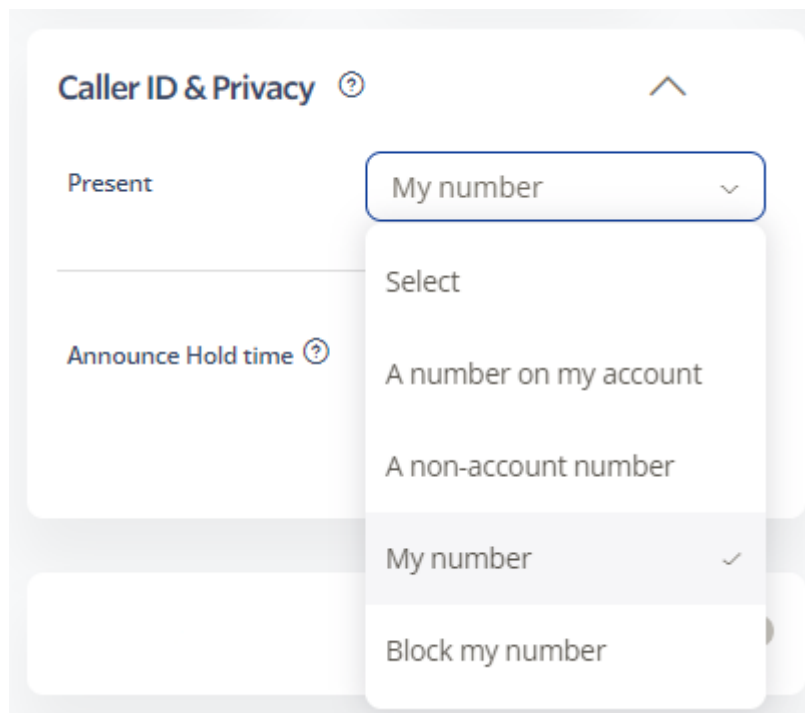 Caller ID & Privacy
Present
My number
Select
A number on my account
Announce Hold time
A non-account number
My number
Block my number